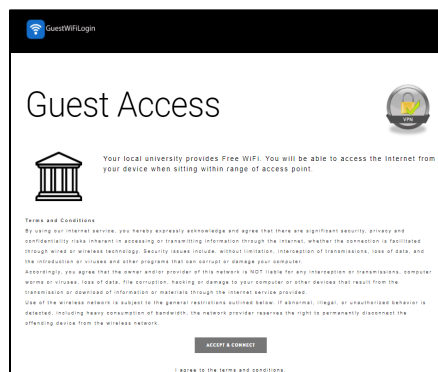 GuestWiFiLogin
Guest Access
VPN
Your local university provides Free WiFi. You will be able to access the Internet from
your device when sitting within range of access point.
Terms and Conditions
By using our internet service, you hereby expressly acknowledge and agree that there are significant security, privacy and
confidentiality risks inherent in accessing or transmitting information through the internet, whether the connection is facilitated
through wired or wireless technology. Security issues include, without limitation, interception of transmissions, loss of data, and
the introduction or viruses and other programs that can corrupt or damage your computer.
Accordingly, you agree that the owner and/or provider of this network is NOT liable for any interception or transmissions, computer
worms or viruses, loss of data, file corruption, hacking or damage to your computer or other devices that result from the
transmission or download of information or materials through the internet service provided.
Use of the wireless network is subject to the general restrictions outlined below. If abnormal, illegal, or unauthorized behavior is
detected, including heavy consumption of bandwidth, the network provider reserves the right to permanently disconnect the
offending device from the wireless network.
ACCEPT & CONNECT
I agree to the terms and conditions.